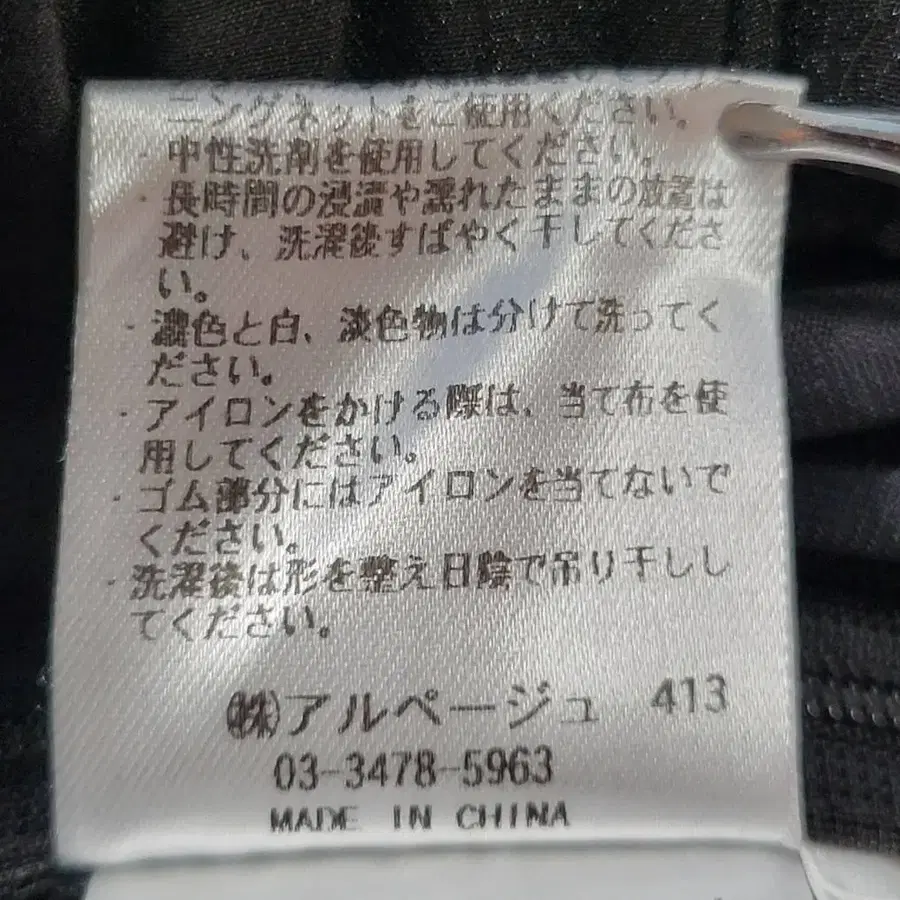 ニングネットをご使用ください。
・中性洗剤を使用してください。
・長時間の浸漬や濡れたままの放置は
避け、洗濯後すばやく干してくださ
い。
・濃色と白、淡色物は分けて洗ってく
ださい。
・アイロンをかける際は、当て布を使
用してください。
・ゴム部分にはアイロンを当てないで
ください。
・洗濯後は形を整え日陰で吊り干しし
てください。
㈱アルページュ 413
03-3478-5963
MADE IN CHINA